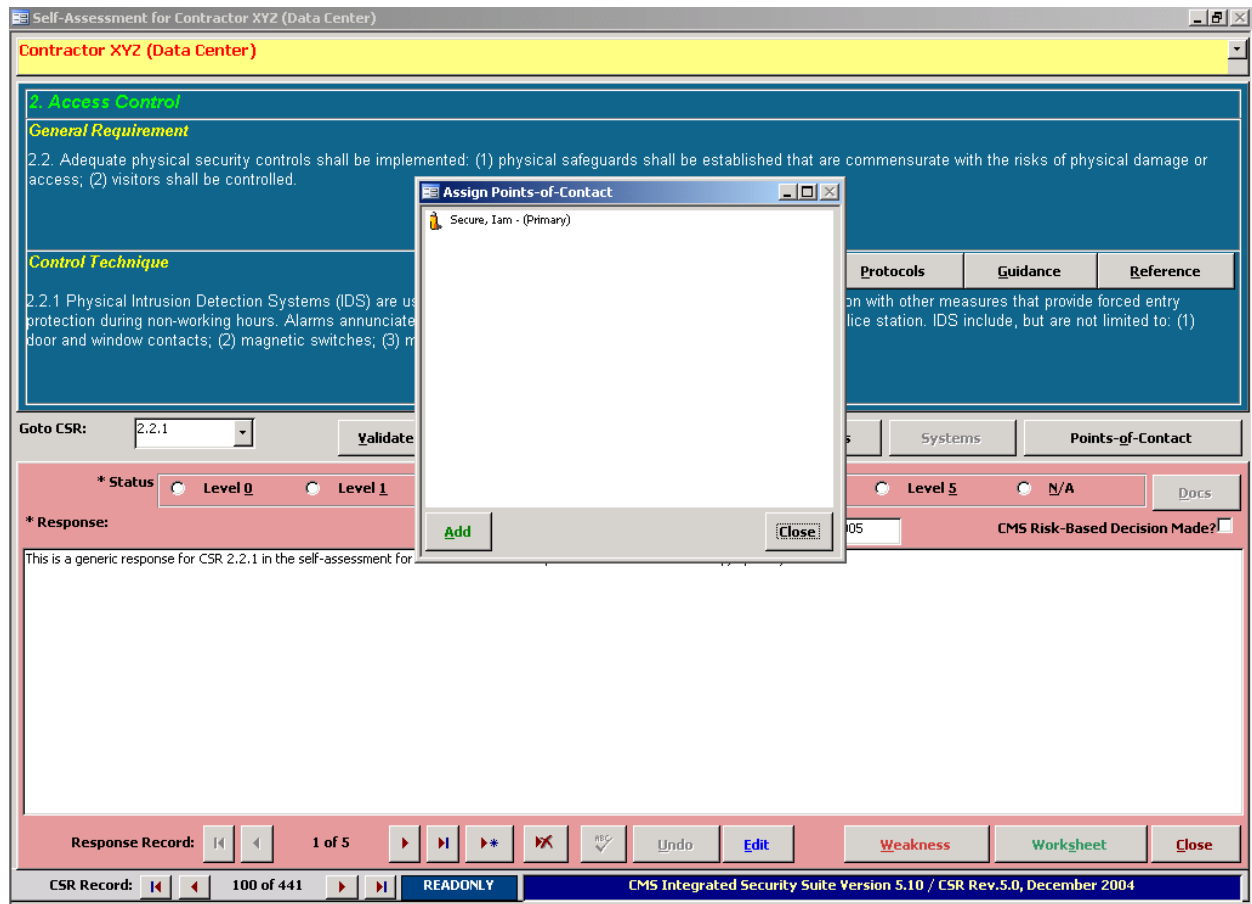 Self-Assessment for Contractor XYZ (Data Center)
Contractor XYZ (Data Center)
2. Access Control
General Requirement
2.2. Adequate physical security controls shall be implemented: (1) physical safeguards shall be established that are commensurate with the risks of physical damage or
access; (2) visitors shall be controlled.
Assign Points-of-Contact
Secure, Iam - (Primary)
Control Technique
Protocols Guidance Reference
2.2.1 Physical Intrusion Detection Systems (IDS) are us on with other measures that provide forced entry
protection during non-working hours. Alarms annunciate lice station. IDS include, but are not limited to: (1)
door and window contacts; (2) magnetic switches; (3) m
Goto CSR: 2.2.1 Validate s Systems Points-of-Contact
* Status Level 0 Level 1 Level 5 N/A Docs
* Response: 005 CMS Risk-Based Decision Made?
Add Close
This is a generic response for CSR 2.2.1 in the self-assessment for
Response Record: 1 of 5 ABC Undo Edit Weakness Worksheet Close
CSR Record: 100 of 441 READONLY CMS Integrated Security Suite Version 5.10 / CSR Rev.5.0, December 2004